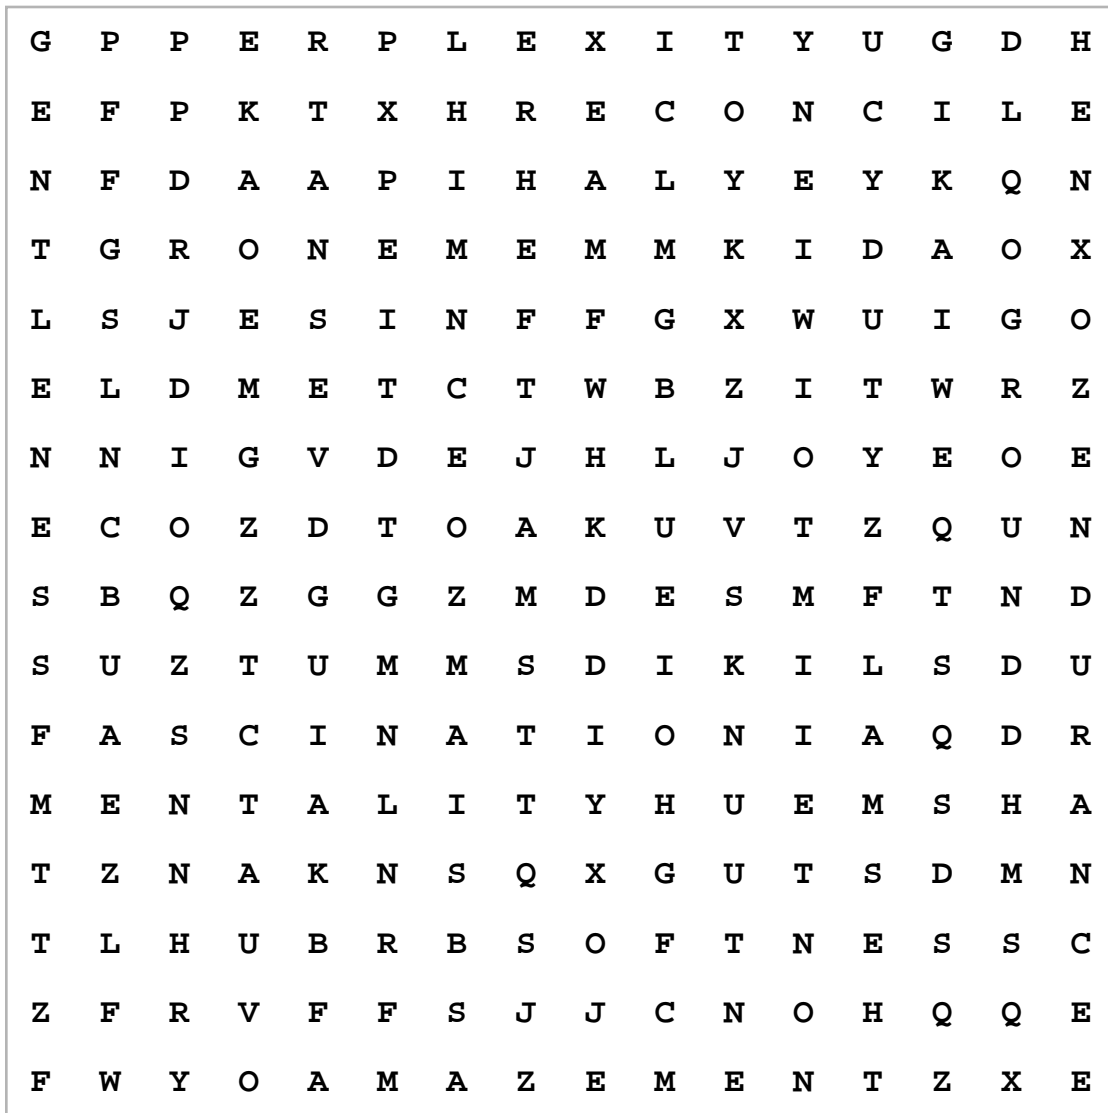 G P P E R P L E X I T Y U G D H
E F P K T X H R E C O N C I L E
N F D A A P I H A L Y E Y K Q N
T G R O N E M E M M K I D A O X
L S J E S I N F F G X W U I G O
E L D M E T C T W B Z I T W R Z
N N I G V D E J H L J O Y E O E
E C O Z D T O A K U V T Z Q U N
S B Q Z G G Z M D E S M F T N D
S U Z T U M M S D I K I L S D U
F A S C I N A T I O N I A Q D R
M E N T A L I T Y H U E M S H A
T Z N A K N S Q X G U T S D M N
T L H U B R B S O F T N E S S C
Z F R V F F S J J C N O H Q Q E
F W Y O A M A Z E M E N T Z X E